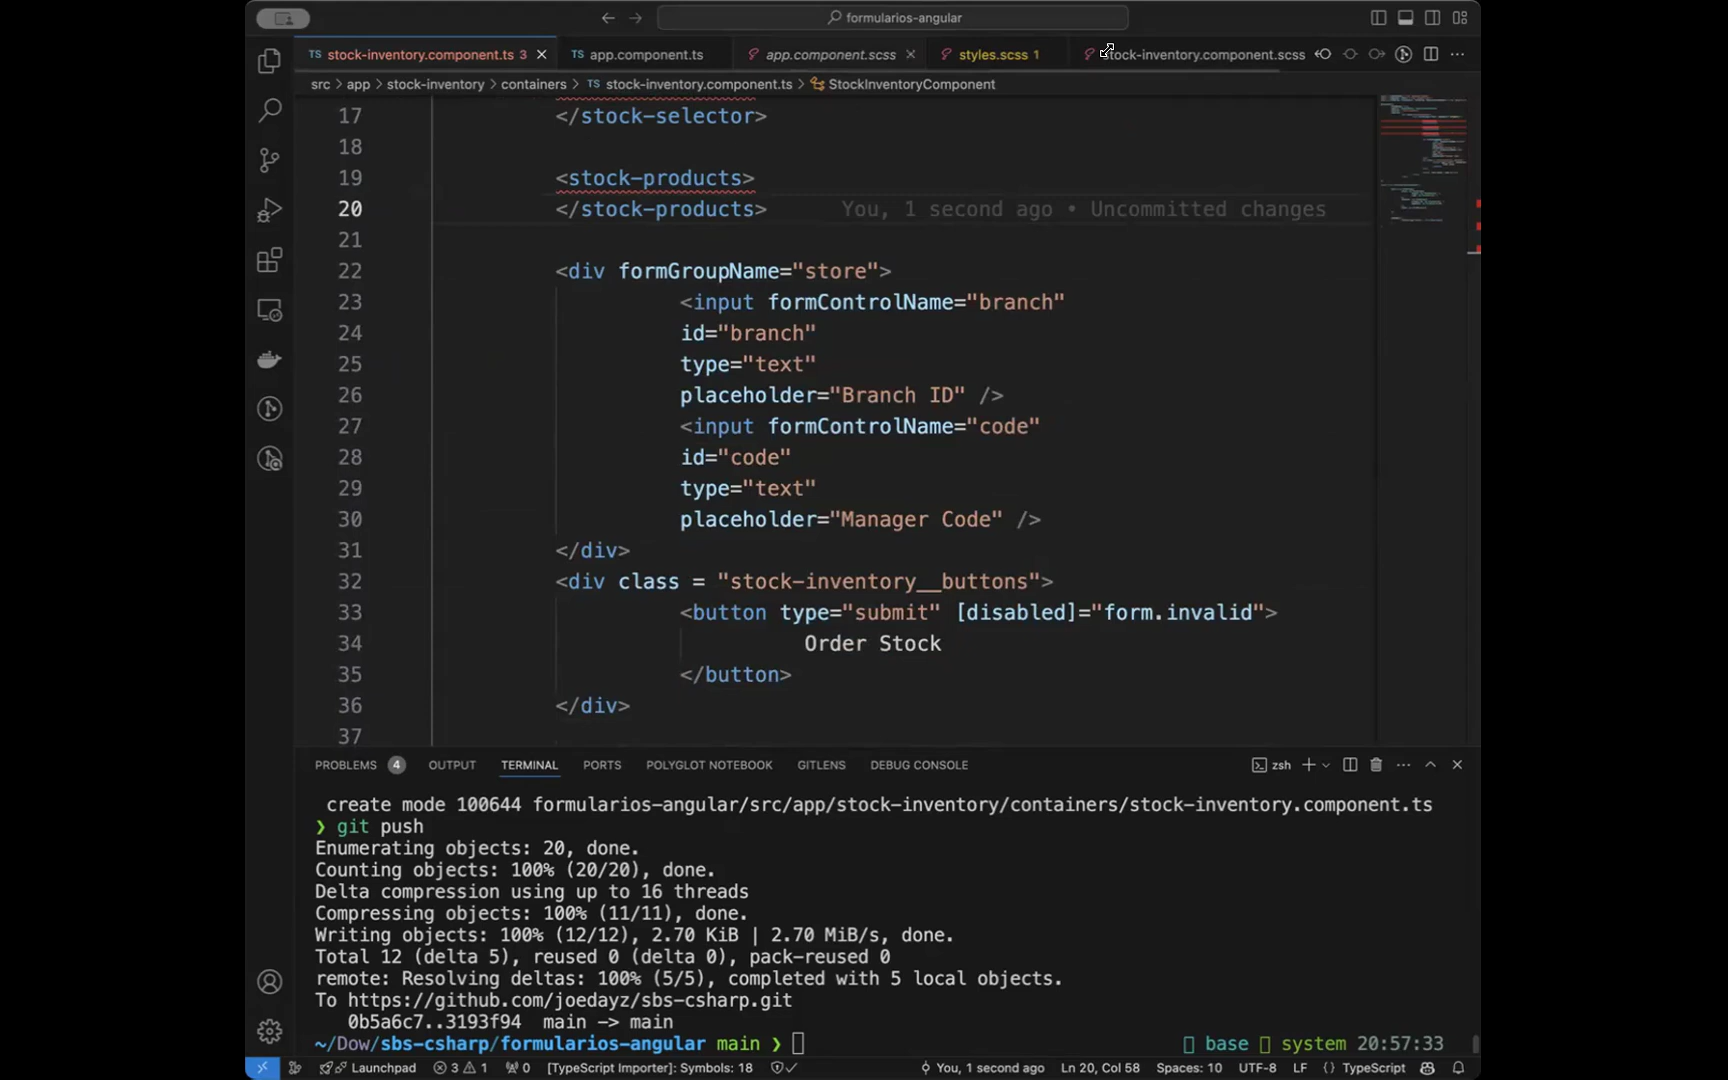 formularios-angular
TS stock-inventory.component.ts 3
TS app.component.ts
app.component.scss
styles.scss 1
stock-inventory.component.scss
src > app > stock-inventory > containers > TS stock-inventory.component.ts > StockInventoryComponent
17 </stock-selector>
18
19 <stock-products>
20 </stock-products> You, 1 second ago • Uncommitted changes
21
22 <div formGroupName="store">
23 <input formControlName="branch"
24 id="branch"
25 type="text"
26 placeholder="Branch ID" />
27 <input formControlName="code"
28 id="code"
29 type="text"
30 placeholder="Manager Code" />
31 </div>
32 <div class = "stock-inventory__buttons">
33 <button type="submit" [disabled]="form.invalid">
34 Order Stock
35 </button>
36 </div>
37
PROBLEMS 4 OUTPUT TERMINAL PORTS POLYGLOT NOTEBOOK GITLENS DEBUG CONSOLE zsh
create mode 100644 formularios-angular/src/app/stock-inventory/containers/stock-inventory.component.ts
❯ git push
Enumerating objects: 20, done.
Counting objects: 100% (20/20), done.
Delta compression using up to 16 threads
Compressing objects: 100% (11/11), done.
Writing objects: 100% (12/12), 2.70 KiB | 2.70 MiB/s, done.
Total 12 (delta 5), reused 0 (delta 0), pack-reused 0
remote: Resolving deltas: 100% (5/5), completed with 5 local objects.
To https://github.com/joedayz/sbs-csharp.git
0b5a6c7..3193f94 main -> main
~/Dow/sbs-csharp/formularios-angular main ❯ base system 20:57:33
Launchpad 3 1 0 [TypeScript Importer]: Symbols: 18 You, 1 second ago Ln 20, Col 58 Spaces: 10 UTF-8 LF {} TypeScript